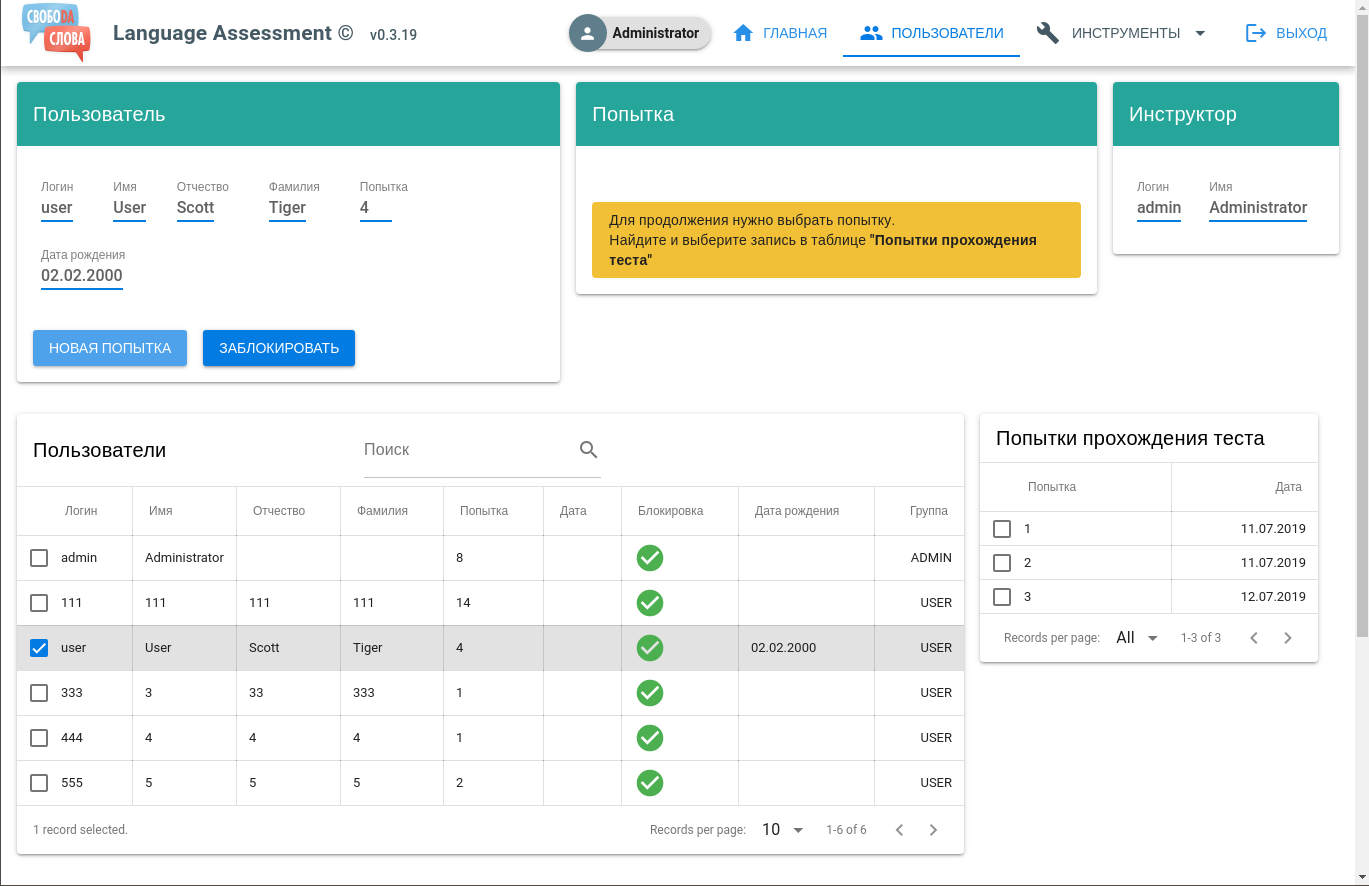 СВОБОDA
СЛОВА
Language Assessment © v0.3.19
Administrator
ГЛАВНАЯ
ПОЛЬЗОВАТЕЛИ
ИНСТРУМЕНТЫ
ВЫХОД
Пользователь
Логин Имя Отчество Фамилия Попытка
user User Scott Tiger 4
Дата рождения
02.02.2000
НОВАЯ ПОПЫТКА ЗАБЛОКИРОВАТЬ
Попытка
Для продолжения нужно выбрать попытку.
Найдите и выберите запись в таблице "Попытки прохождения
теста"
Инструктор
Логин Имя
admin Administrator
Пользователи Поиск
Логин Имя Отчество Фамилия Попытка Дата Блокировка Дата рождения Группа
admin Administrator 8 ADMIN
111 111 111 111 14 USER
user User Scott Tiger 4 02.02.2000 USER
333 3 33 333 1 USER
444 4 4 4 1 USER
555 5 5 5 2 USER
1 record selected. Records per page: 10 1-6 of 6
Попытки прохождения теста
Попытка Дата
1 11.07.2019
2 11.07.2019
3 12.07.2019
Records per page: All 1-3 of 3